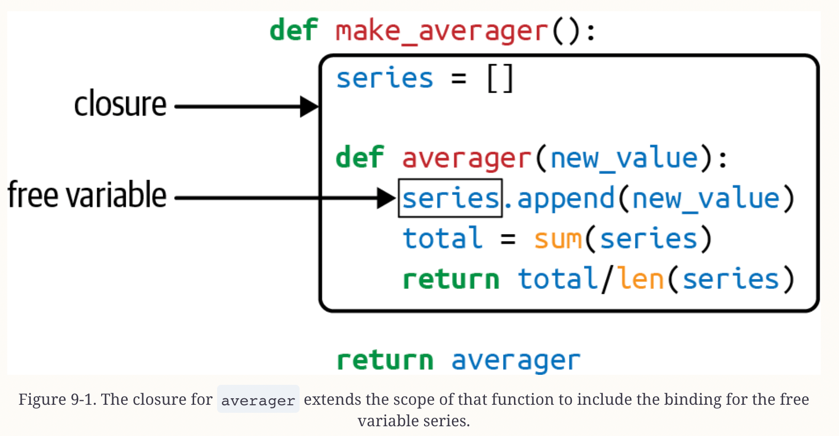 def make_averager():
series = []
closure
def averager(new_value):
free variable
series.append(new_value)
total = sum(series)
return total/len(series)
return averager
Figure 9-1. The closure for averager extends the scope of that function to include the binding for the free
variable series.